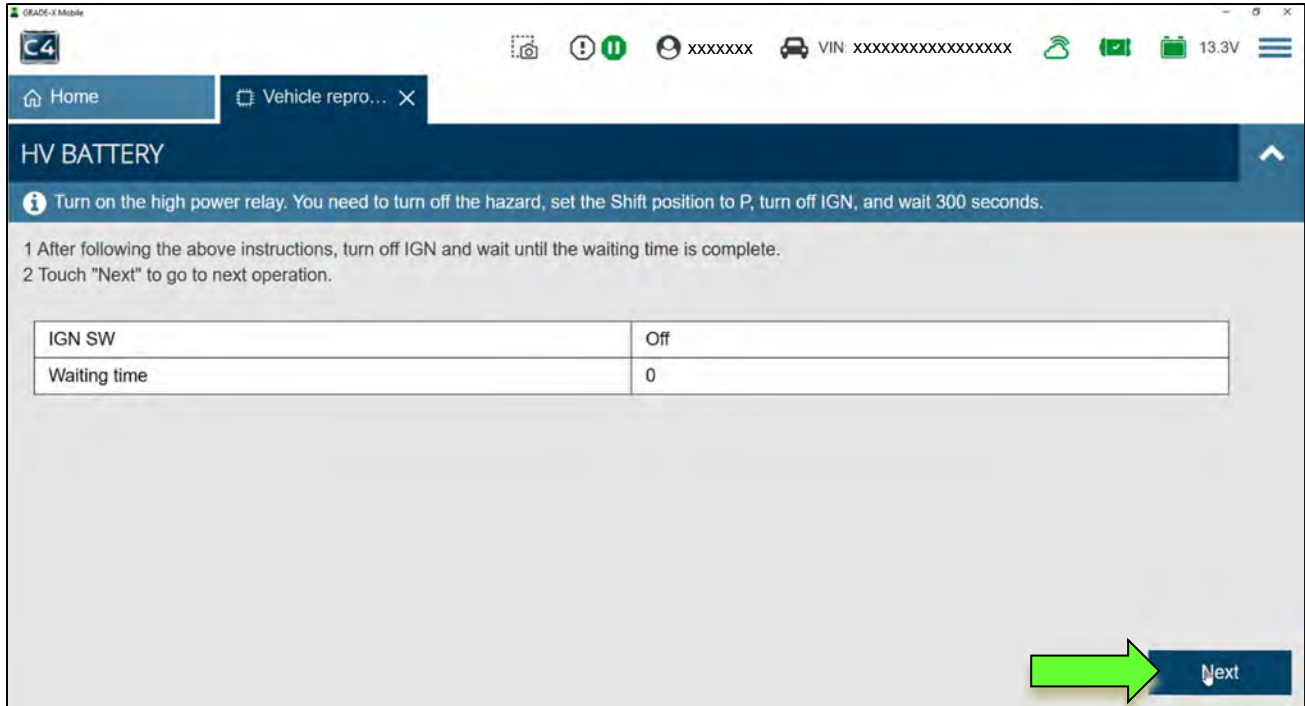 GRADE-X Mobile
C4
xxxxxxx
VIN: xxxxxxxxxxxxxxxxx
13.3V
Home
Vehicle repro...
HV BATTERY
Turn on the high power relay. You need to turn off the hazard, set the Shift position to P, turn off IGN, and wait 300 seconds.
1 After following the above instructions, turn off IGN and wait until the waiting time is complete.
2 Touch "Next" to go to next operation.
IGN SW Off
Waiting time 0
Next